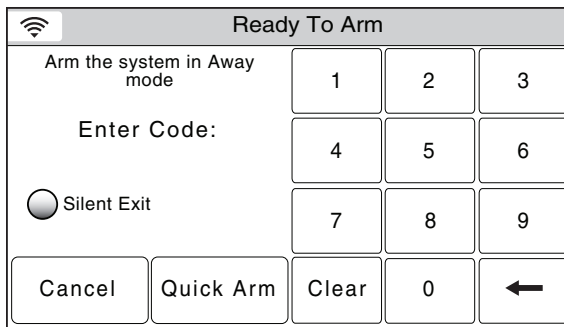 Ready To Arm
Arm the system in Away
mode
Enter Code:
Silent Exit
1 2 3
4 5 6
7 8 9
Cancel Quick Arm Clear 0